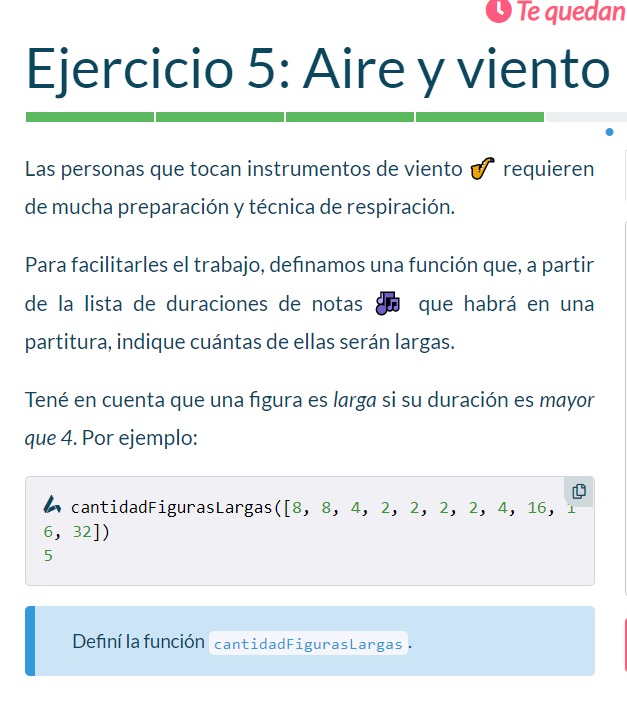 Te quedan
Ejercicio 5: Aire y viento
Las personas que tocan instrumentos de viento requieren
de mucha preparación y técnica de respiración.
Para facilitarles el trabajo, definamos una función que, a partir
de la lista de duraciones de notas que habrá en una
partitura, indique cuántas de ellas serán largas.
Tené en cuenta que una figura es larga si su duración es mayor
que 4. Por ejemplo:
cantidadFigurasLargas([8, 8, 4, 2, 2, 2, 2, 4, 16, 1
6, 32])
5
Definí la función cantidadFigurasLargas.